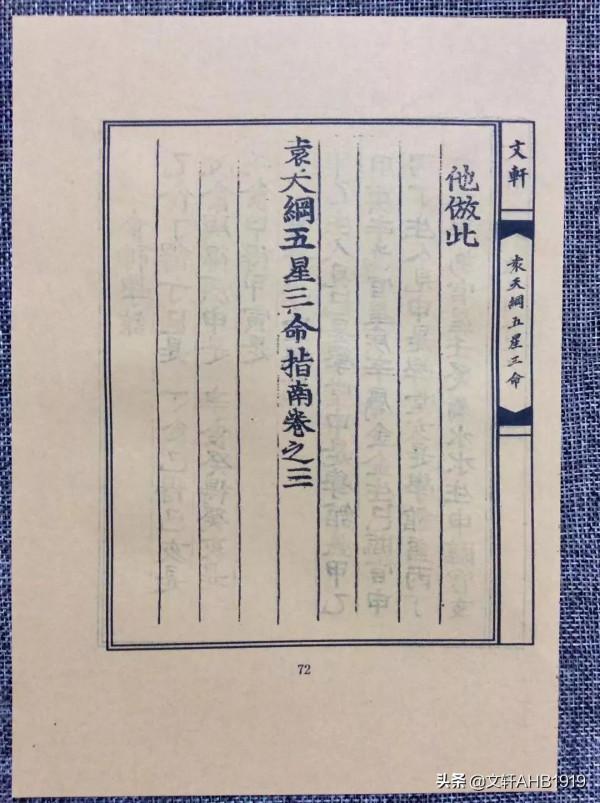 文軒
袁天綱五星三命
他倣此
袁天綱五星三命指南卷之三
72
头条 @文轩AHB1919